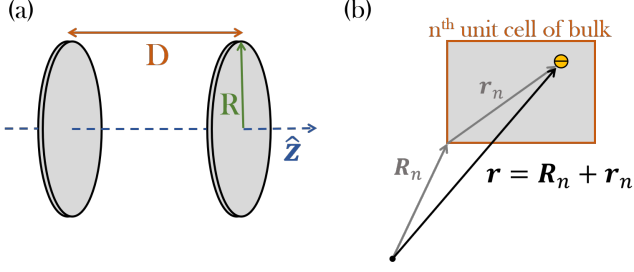 (a)
D
R
ẑ
(b)
nth unit cell of bulk
rn
Rn
r = Rn + rn